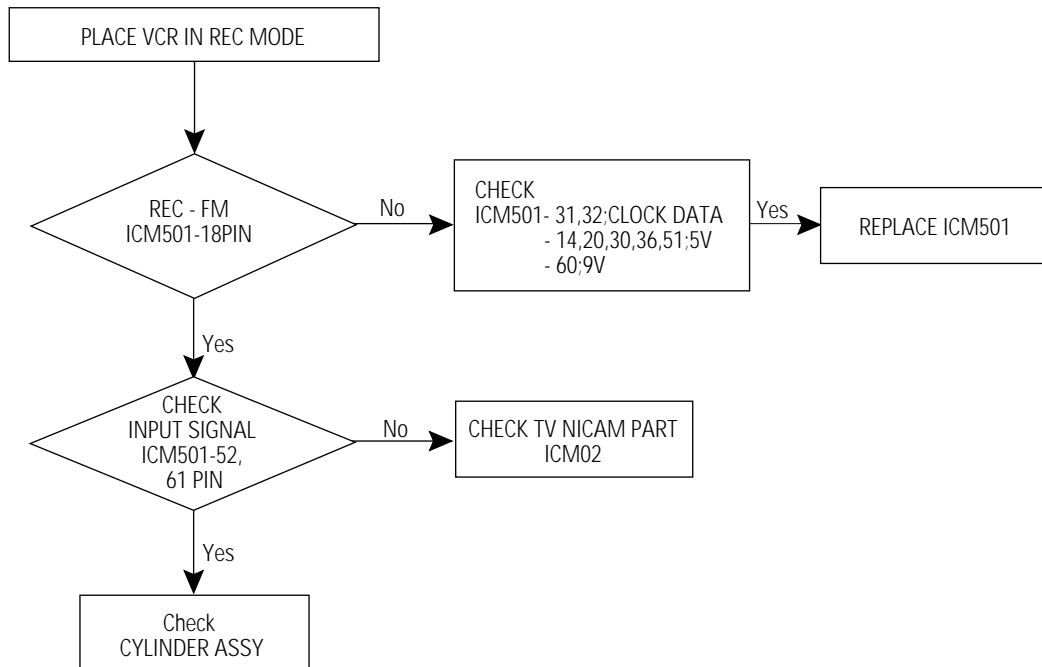 PLACE VCR IN REC MODE
REC - FM
ICM501-18PIN
No
CHECK
ICM501- 31,32;CLOCK DATA
- 14,20,30,36,51;5V
- 60;9V
Yes
REPLACE ICM501
Yes
CHECK
INPUT SIGNAL
ICM501-52,
61 PIN
No
CHECK TV NICAM PART
ICM02
Yes
Check
CYLINDER ASSY